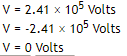 V = 2.41 × 10⁵ Volts
V = -2.41 × 10⁵ Volts
V = 0 Volts